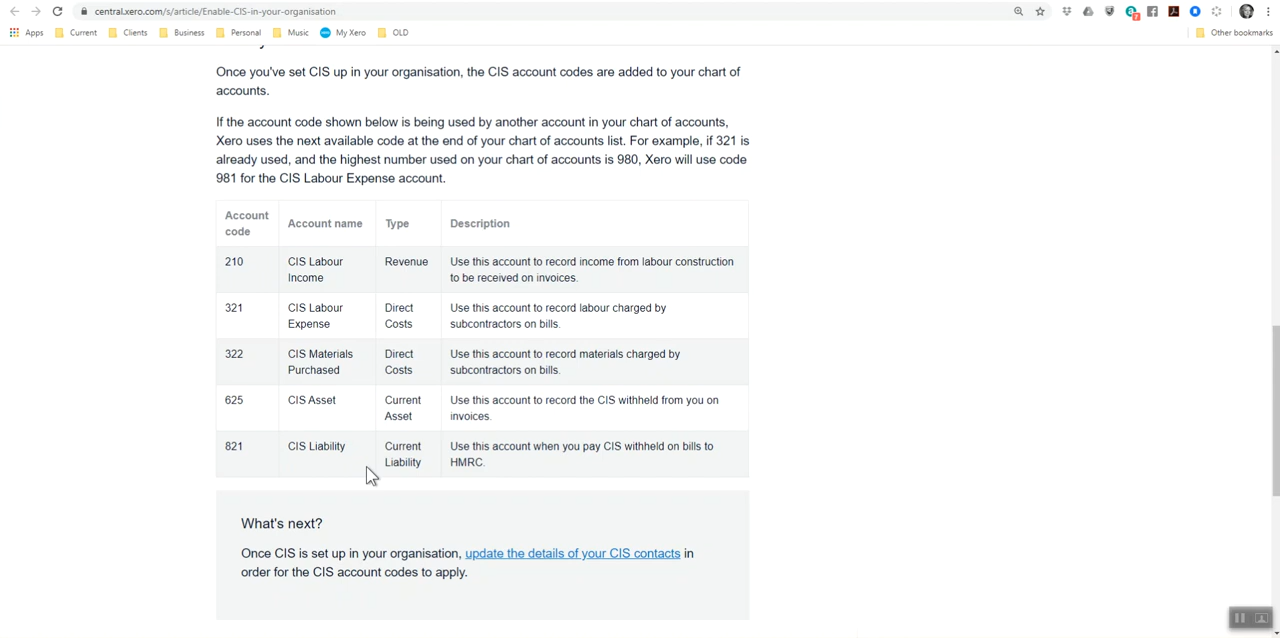 central.xero.com/s/article/Enable-CIS-in-your-organisation
7
Apps Current Clients Business Personal Music My Xero OLD Other bookmarks
Once you've set CIS up in your organisation, the CIS account codes are added to your chart of
accounts.
If the account code shown below is being used by another account in your chart of accounts,
Xero uses the next available code at the end of your chart of accounts list. For example, if 321 is
already used, and the highest number used on your chart of accounts is 980, Xero will use code
981 for the CIS Labour Expense account.
Account
code
Account name
Type
Description
210
CIS Labour
Income
Revenue
Use this account to record income from labour construction
to be received on invoices.
321
CIS Labour
Expense
Direct
Costs
Use this account to record labour charged by
subcontractors on bills.
322
CIS Materials
Purchased
Direct
Costs
Use this account to record materials charged by
subcontractors on bills.
625
CIS Asset
Current
Asset
Use this account to record the CIS withheld from you on
invoices.
821
CIS Liability
Current
Liability
Use this account when you pay CIS withheld on bills to
HMRC.
What's next?
Once CIS is set up in your organisation, update the details of your CIS contacts in
order for the CIS account codes to apply.